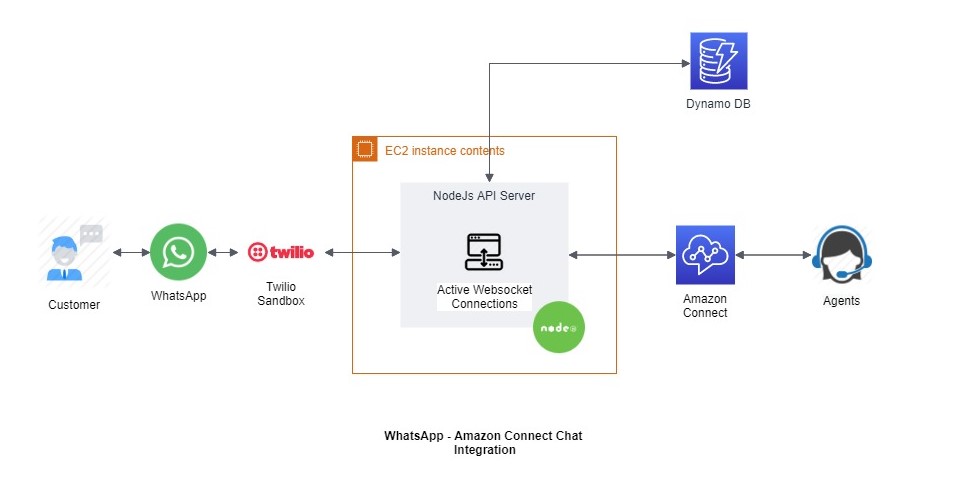 Dynamo DB
EC2 instance contents
NodeJs API Server
twilio
node
Active Websocket
Connections
Customer
WhatsApp
Twilio
Sandbox
Amazon
Connect
Agents
WhatsApp - Amazon Connect Chat
Integration